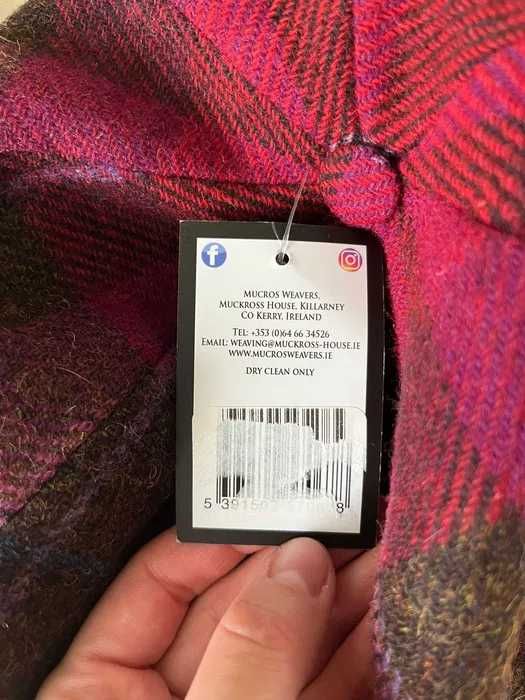 f
MUCROS WEAVERS,
MUCKROSS HOUSE, KILLARNEY
CO KERRY, IRELAND
TEL: +353 (0)64 66 34526
EMAIL: WEAVING@MUCKROSS-HOUSE.IE
WWW.MUCROSWEAVERS.IE
DRY CLEAN ONLY